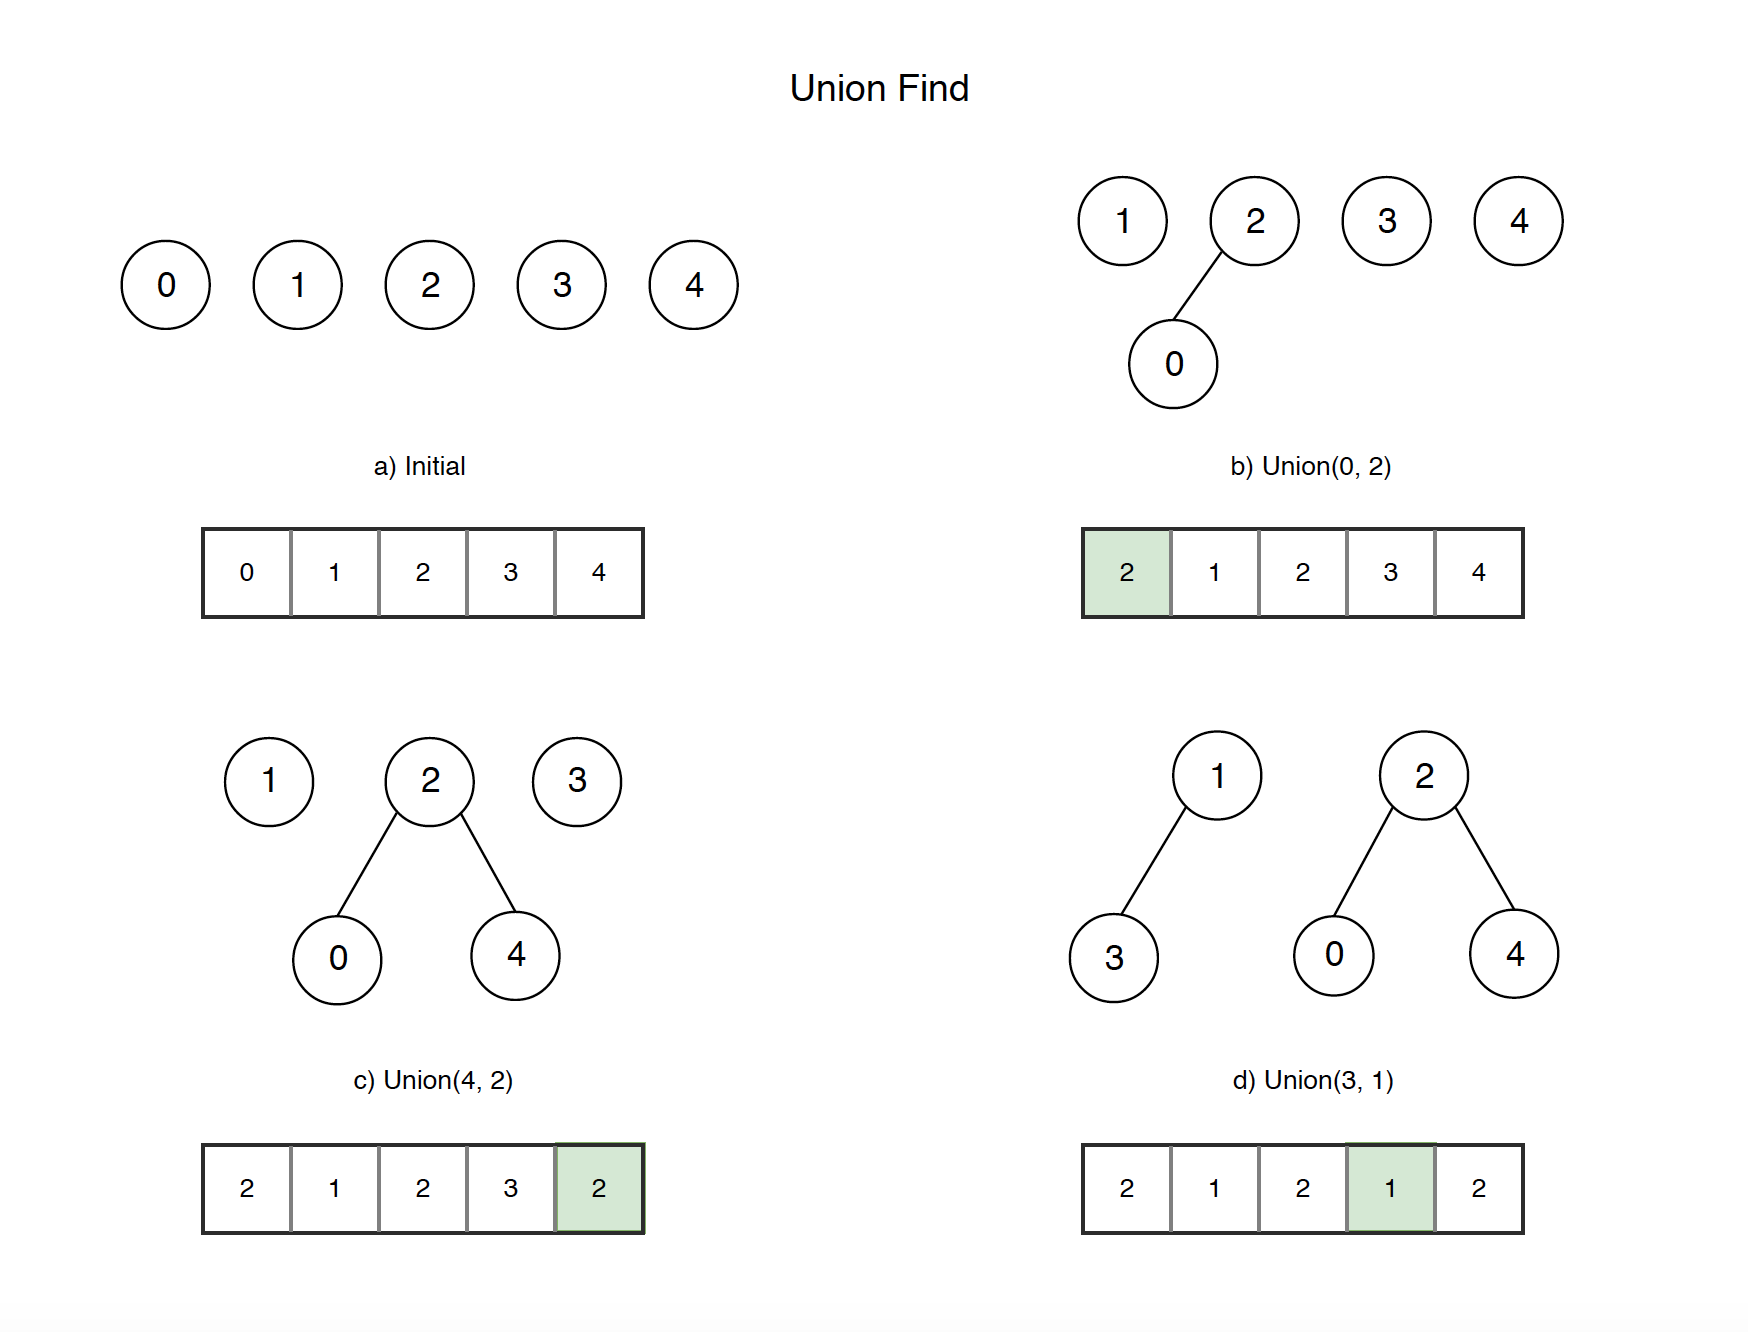 Union Find
0 1 2 3 4
a) Initial
0 1 2 3 4
1 2 3 4
0
b) Union(0, 2)
2 1 2 3 4
1 2 3
0 4
c) Union(4, 2)
2 1 2 3 2
1 2
3 0 4
d) Union(3, 1)
2 1 2 1 2